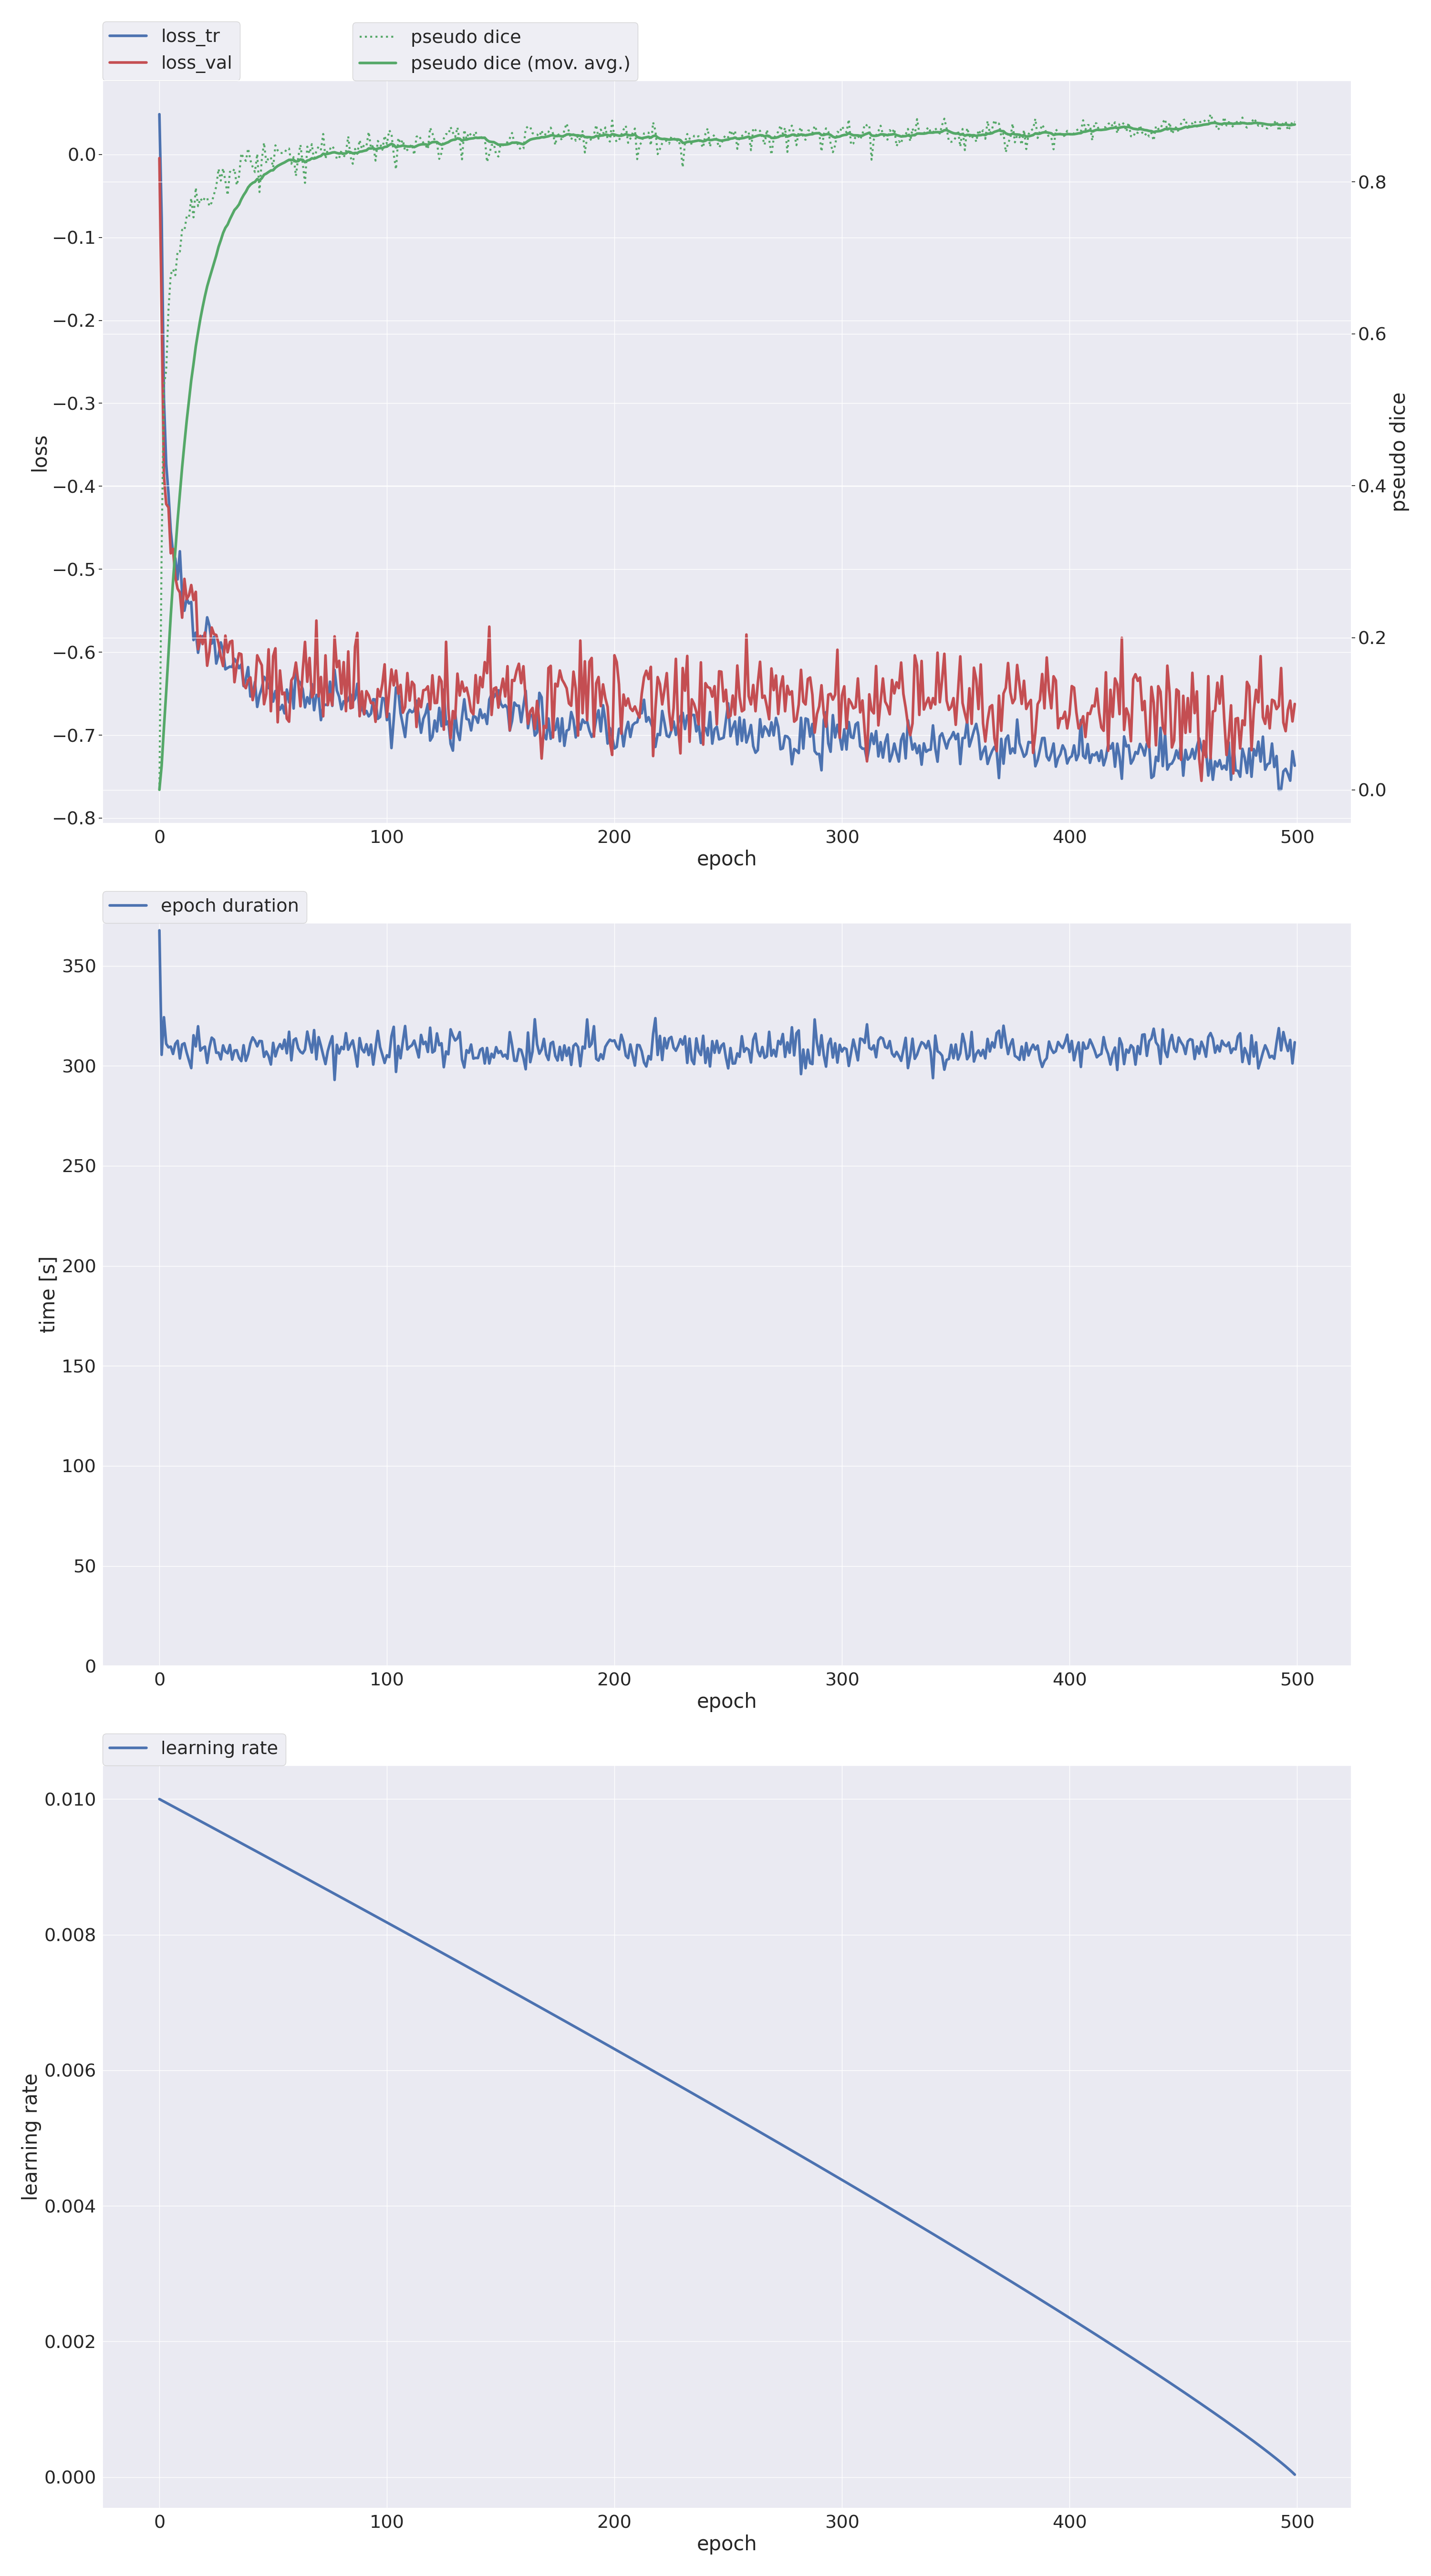 loss_tr
loss_val
pseudo dice
pseudo dice (mov. avg.)
0.0
−0.1
−0.2
−0.3
−0.4
−0.5
−0.6
−0.7
−0.8
loss
0.8
0.6
0.4
0.2
0.0
pseudo dice
0 100 200 300 400 500
epoch
epoch duration
350
300
250
200
150
100
50
0
time [s]
0 100 200 300 400 500
epoch
learning rate
0.010
0.008
0.006
0.004
0.002
0.000
learning rate
0 100 200 300 400 500
epoch